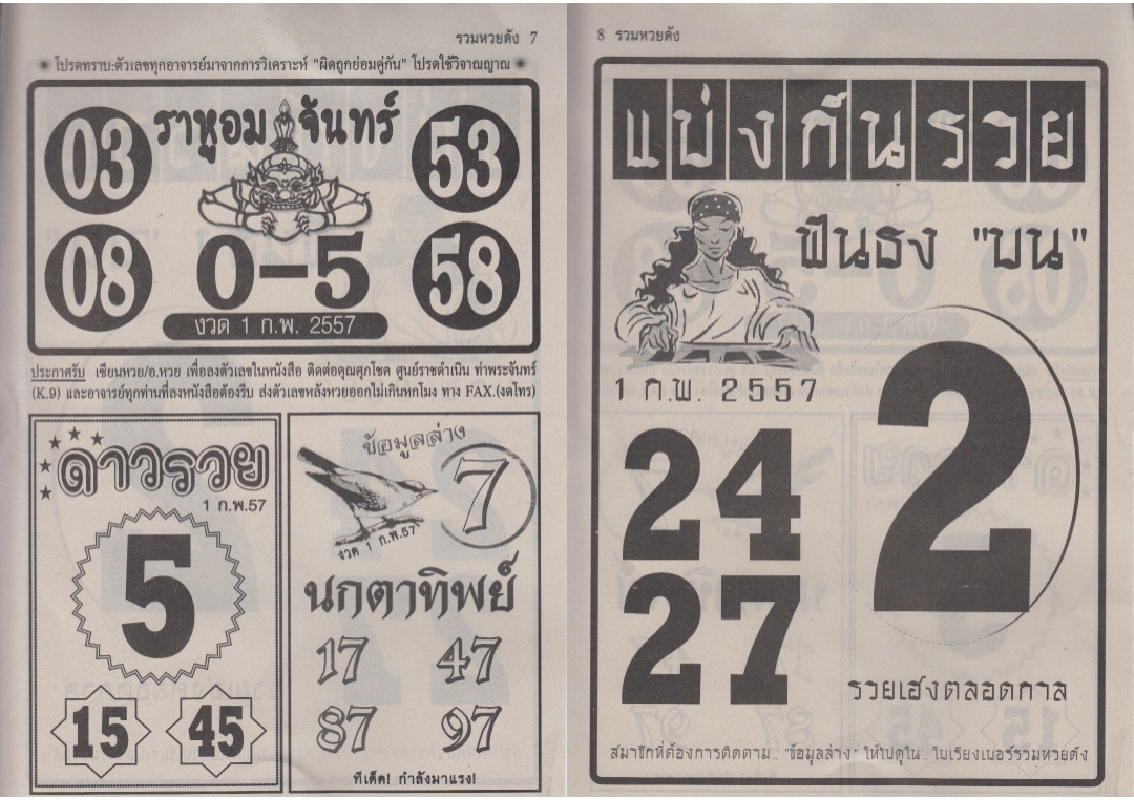 รวมหวยดัง 7
โปรดทราบ:ตัวเลขทุกอาจารย์มาจากการวิเคราะห์ "ผิดถูกย่อมคู่กัน" โปรดใช้วิจาณญาณ
ราหูอมจันทร์
03 53
08 0-5 58
งวด 1 ก.พ. 2557
ประกาศรับ เซียนหวย/อ.หวย เพื่อลงตัวเลขในหนังสือ ติดต่อคุณศุภโชค ศูนย์ราชดำเนิน ท่าพระจันทร์
(K.9) และอาจารย์ทุกท่านที่ลงหนังสือต้องรีบ ส่งตัวเลขหลังหวยออกไม่เกินหกโมง ทาง FAX.(งดโทร)
ดาวรวย
1 ก.พ.57
5
15 45
ข้อมูลล่าง
7
งวด 1 ก.พ.57
นกตาทิพย์
17 47
87 97
ทีเด็ด! กำลังมาแรง!
8 รวมหวยดัง
แบ่งกันรวย
ฟันธง "บน"
1 ก.พ. 2557
24
27
2
รวยเฮงตลอดกาล
สมาชิกที่ต้องการติดตาม.. "ข้อมูลล่าง" ให้ไปดูใน.. ใบเรียงเบอร์รวมหวยดัง